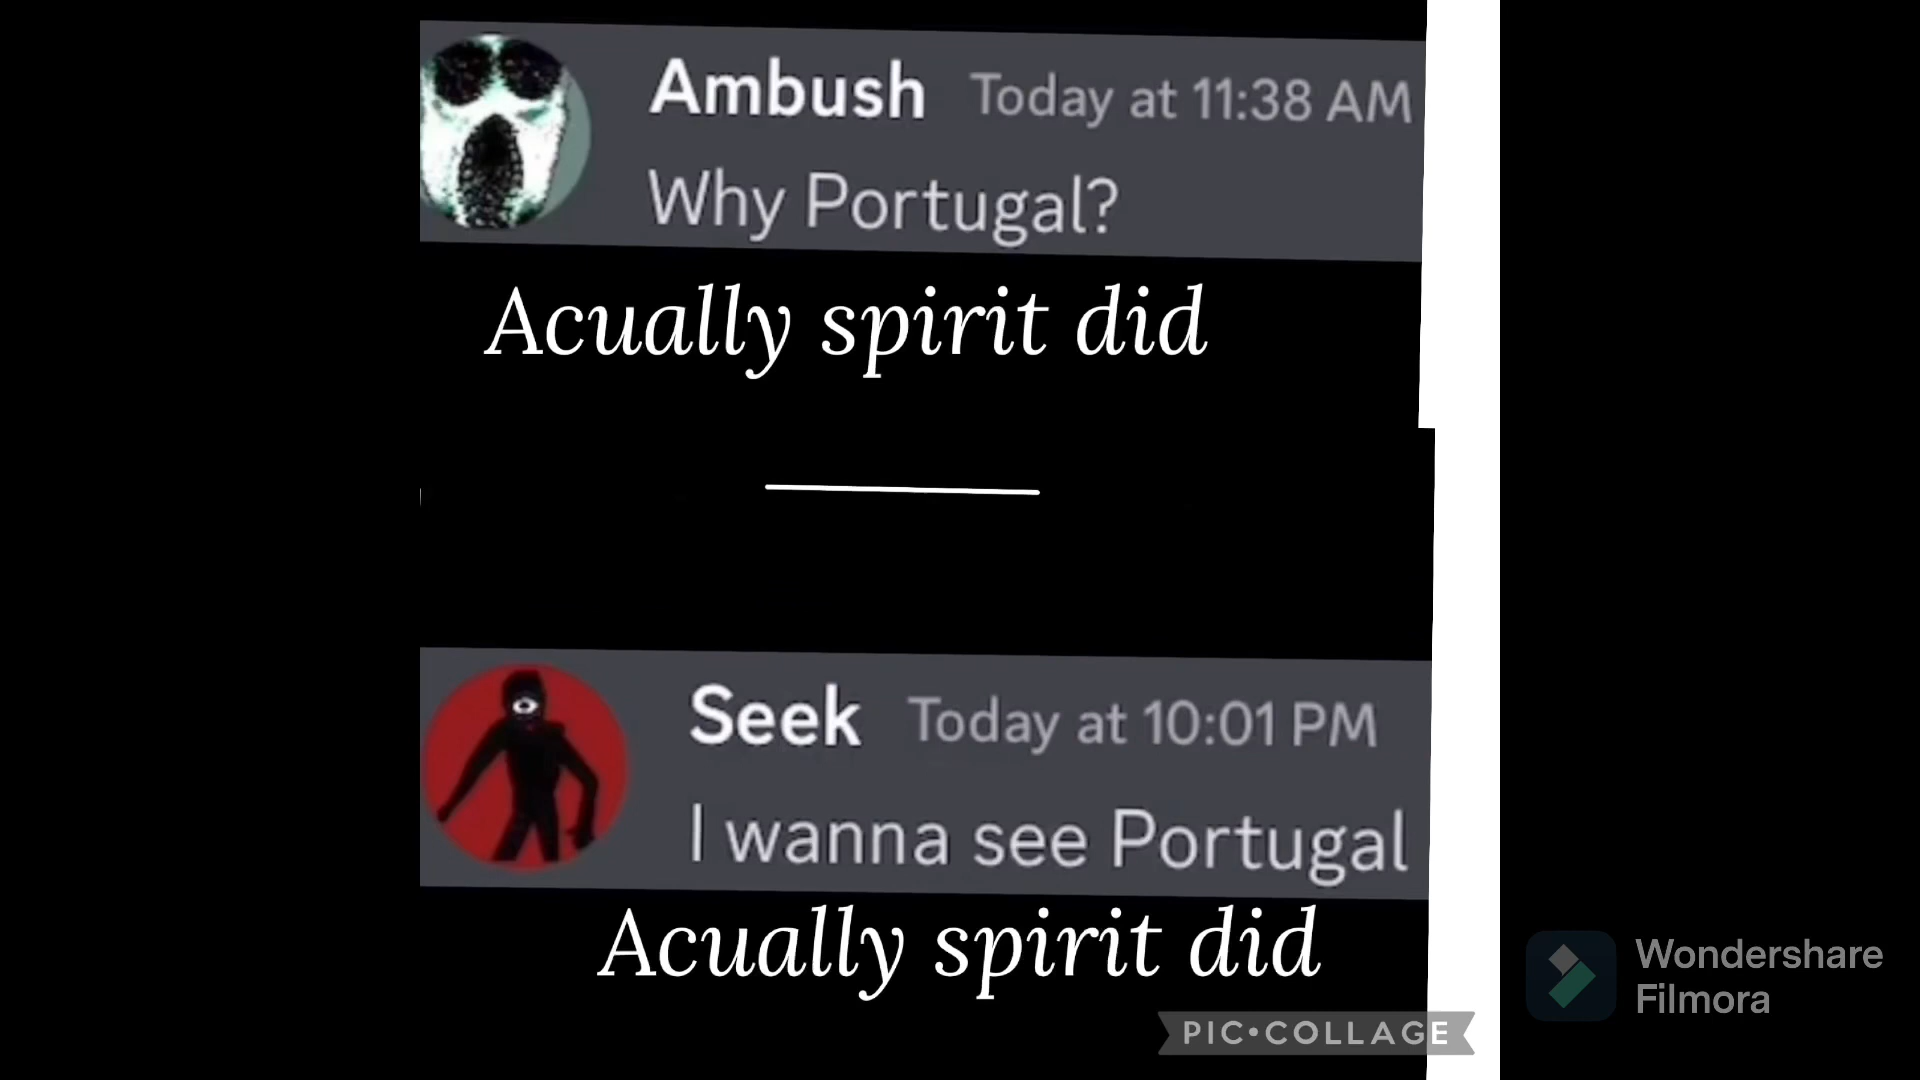 Ambush Today at 11:38 AM
Why Portugal?
Acually spirit did
Seek Today at 10:01 PM
I wanna see Portugal
Acually spirit did
PIC•COLLAGE
Wondershare
Filmora